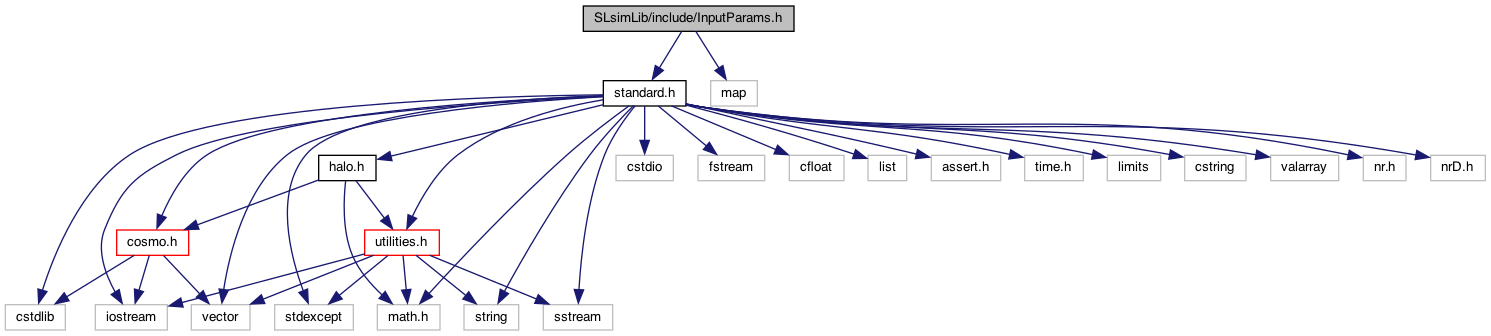 SLsimLib/include/InputParams.h
standard.h
map
halo.h
cstdio
fstream
cfloat
list
assert.h
time.h
limits
cstring
valarray
nr.h
nrD.h
cosmo.h
utilities.h
cstdlib
iostream
vector
stdexcept
math.h
string
sstream